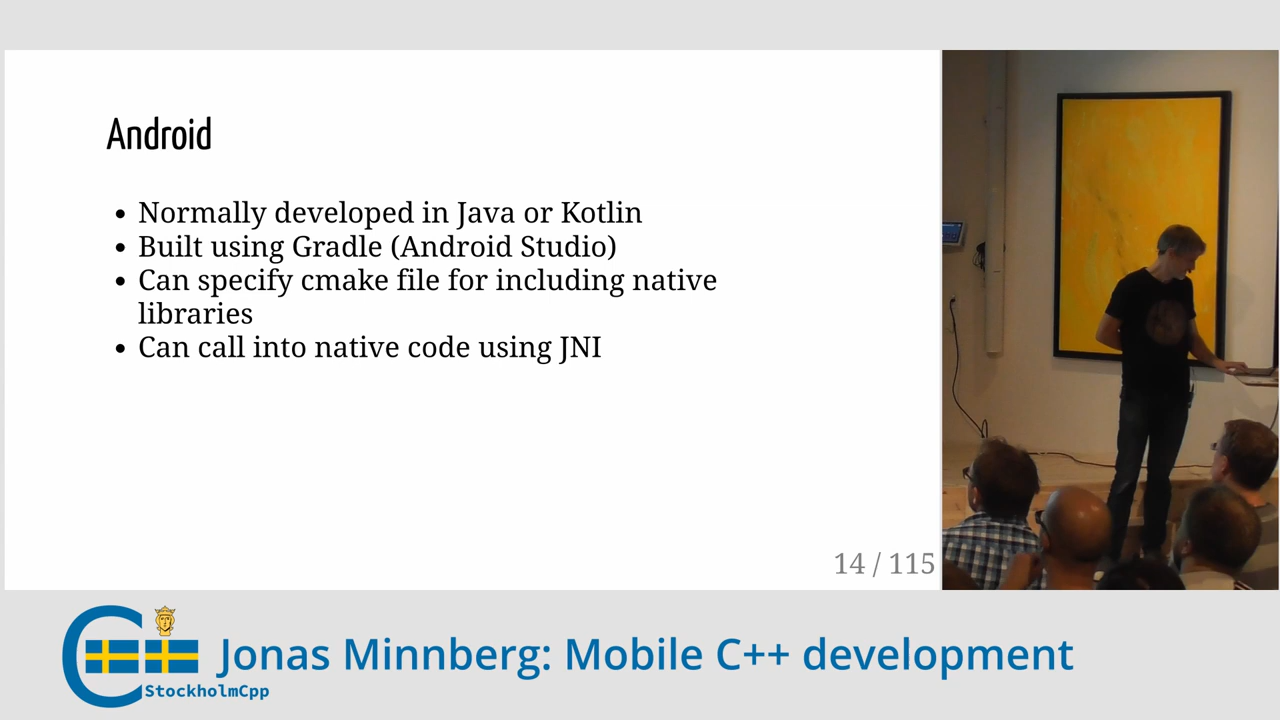 Android
Normally developed in Java or Kotlin
Built using Gradle (Android Studio)
Can specify cmake file for including native
libraries
Can call into native code using JNI
14 / 115
C
StockholmCpp
Jonas Minnberg: Mobile C++ development